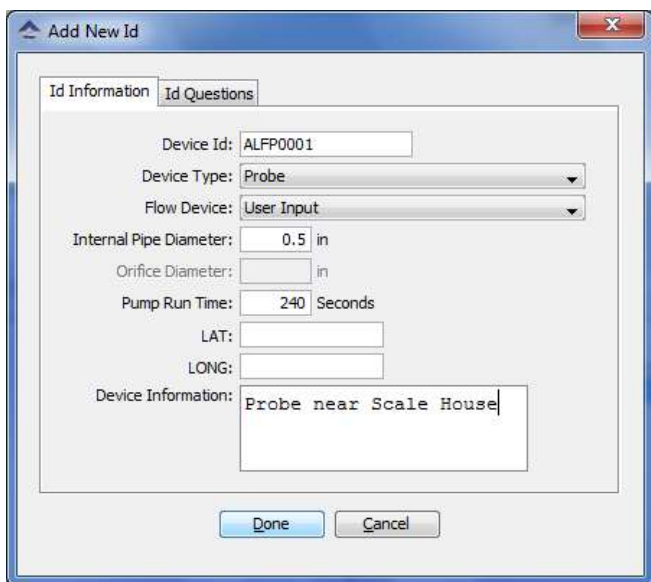 Add New Id
Id Information Id Questions
Device Id: ALFP0001
Device Type: Probe
Flow Device: User Input
Internal Pipe Diameter: 0.5 in
Orifice Diameter: in
Pump Run Time: 240 Seconds
LAT:
LONG:
Device Information: Probe near Scale House
Done Cancel